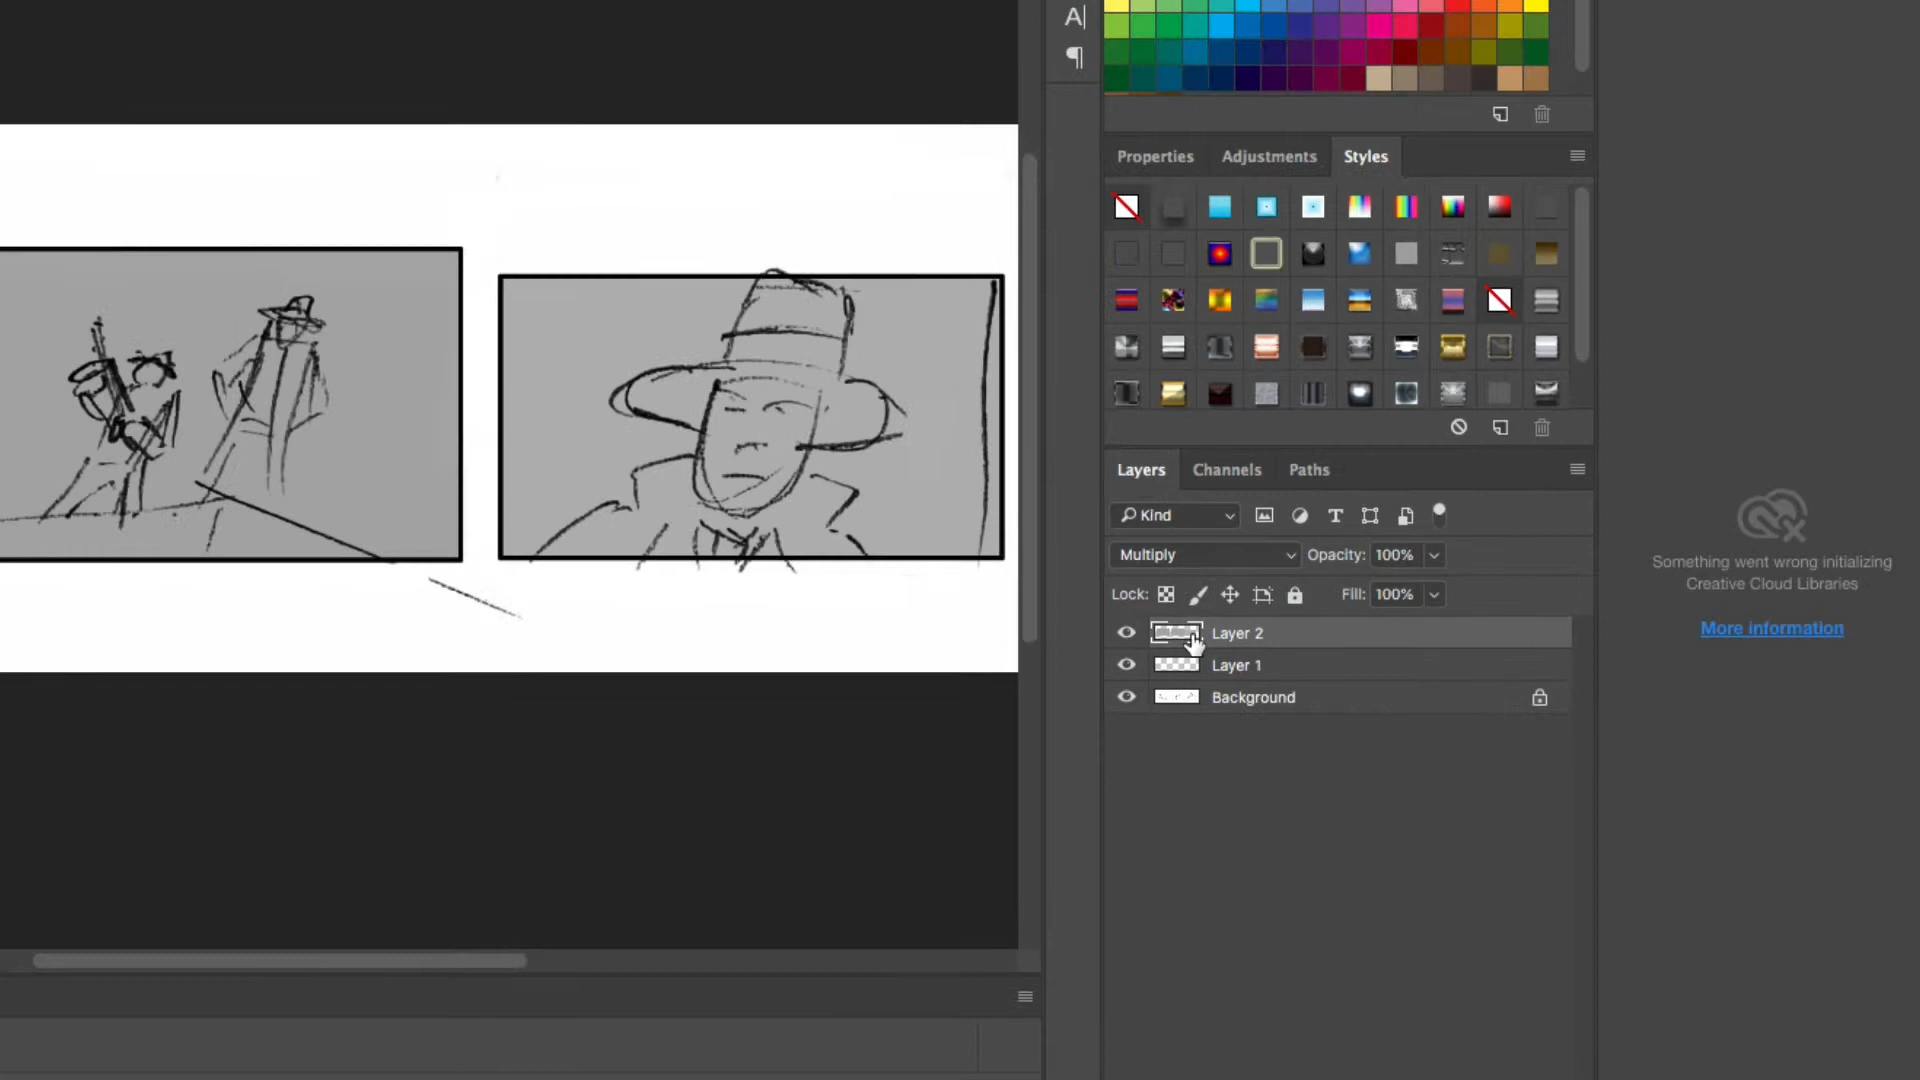 A|
¶
Properties Adjustments Styles
Layers Channels Paths
Kind T
Multiply Opacity: 100%
Lock: Fill: 100%
Layer 2
Layer 1
Background
Something went wrong initializing
Creative Cloud Libraries
More information